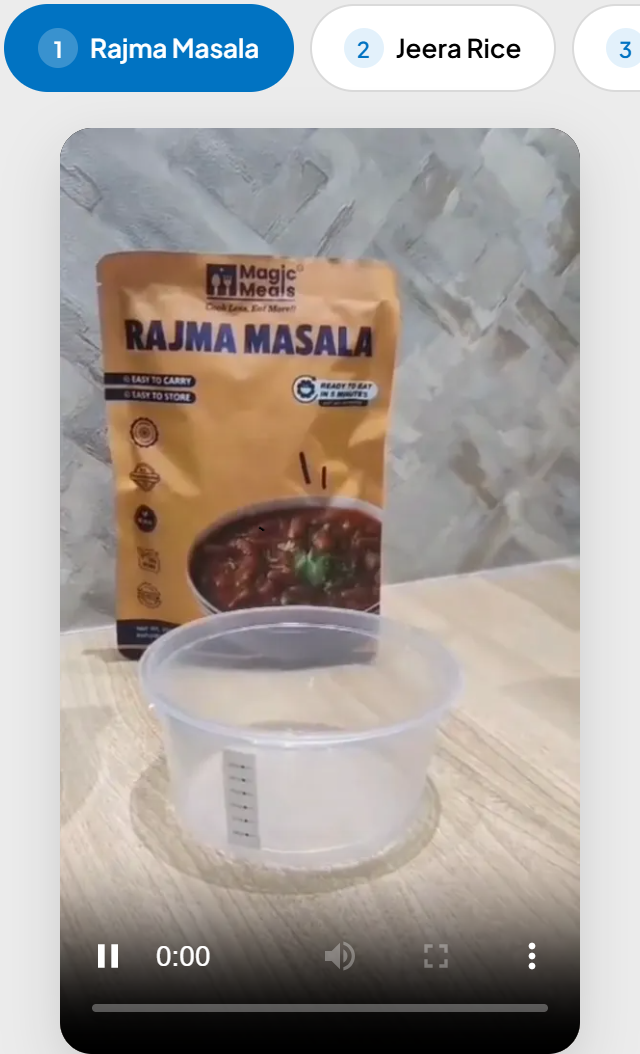 1 Rajma Masala
2 Jeera Rice
3
Magic
Meals
Cook Less, Eat More!!
RAJMA MASALA
EASY TO CARRY
EASY TO STORE
READY TO EAT
IN 5 MINUTES
0:00